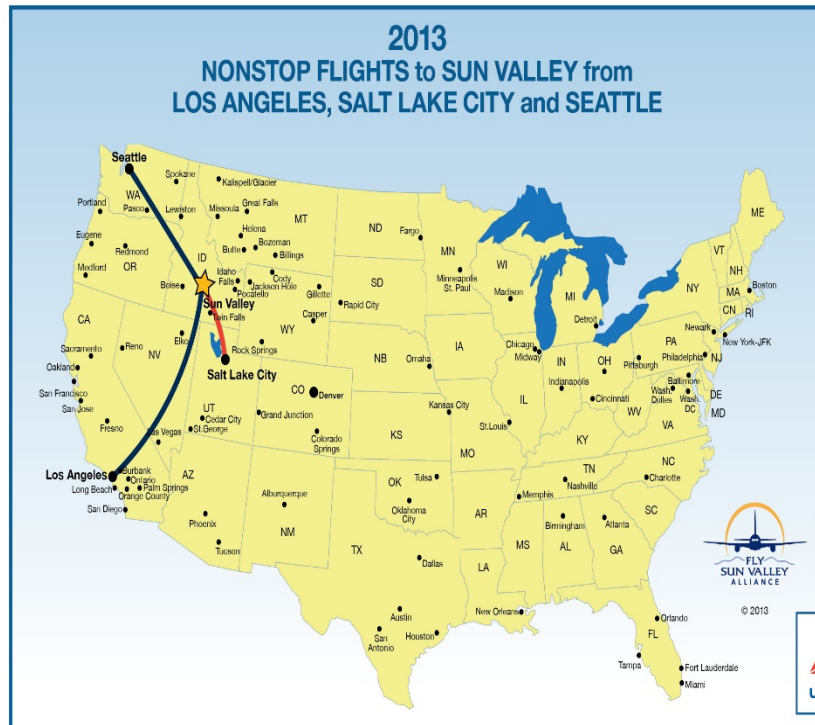 2013
NONSTOP FLIGHTS to SUN VALLEY from
LOS ANGELES, SALT LAKE CITY and SEATTLE
Seattle
Spokane
Kalispell/Glacier
WA
Portland
Pasco
Lewiston
Missoula
Great Falls
MT
ND
Fargo
MN
ME
Eugene
Helena
Redmond
Butte
Bozeman
Billings
OR
ID
Medford
Boise
Idaho
Falls
Pocatello
Cody
Jackson Hole
Gillette
SD
Rapid City
Minneapolis
St. Paul
WI
Madison
MI
Detroit
VT
NH
NY
MA
Boston
CN
RI
Sun Valley
Twin Falls
Casper
WY
CA
NV
Elko
Reno
Rock Springs
Sacramento
Oakland
San Francisco
San Jose
Fresno
Salt Lake City
NB
Omaha
IA
Chicago
Midway
IN
OH
Indianapolis
Cincinnati
Newark
New York-JFK
PA
Pittsburgh
Philadelphia
NJ
Baltimore
Wash.
Dulles
Wash.
DC
DE
MD
WV
VA
UT
CO
Denver
Cedar City
St.George
Grand Junction
Colorado
Springs
KS
Kansas City
MO
St.Louis
IL
KY
Las Vegas
Los Angeles
Burbank
Ontario
Long Beach
Palm Springs
Orange County
San Diego
AZ
Phoenix
Tucson
Alburquerque
NM
OK
Tulsa
Oklahoma
City
AR
TN
Nashville
Memphis
NC
Charlotte
SC
TX
Dallas
MS
AL
Birmingham
Atlanta
GA
LA
New Orleans
Austin
San
Antonio
Houston
FL
Orlando
Tampa
Fort Lauderdale
Miami
FLY
SUN VALLEY
ALLIANCE
© 2013